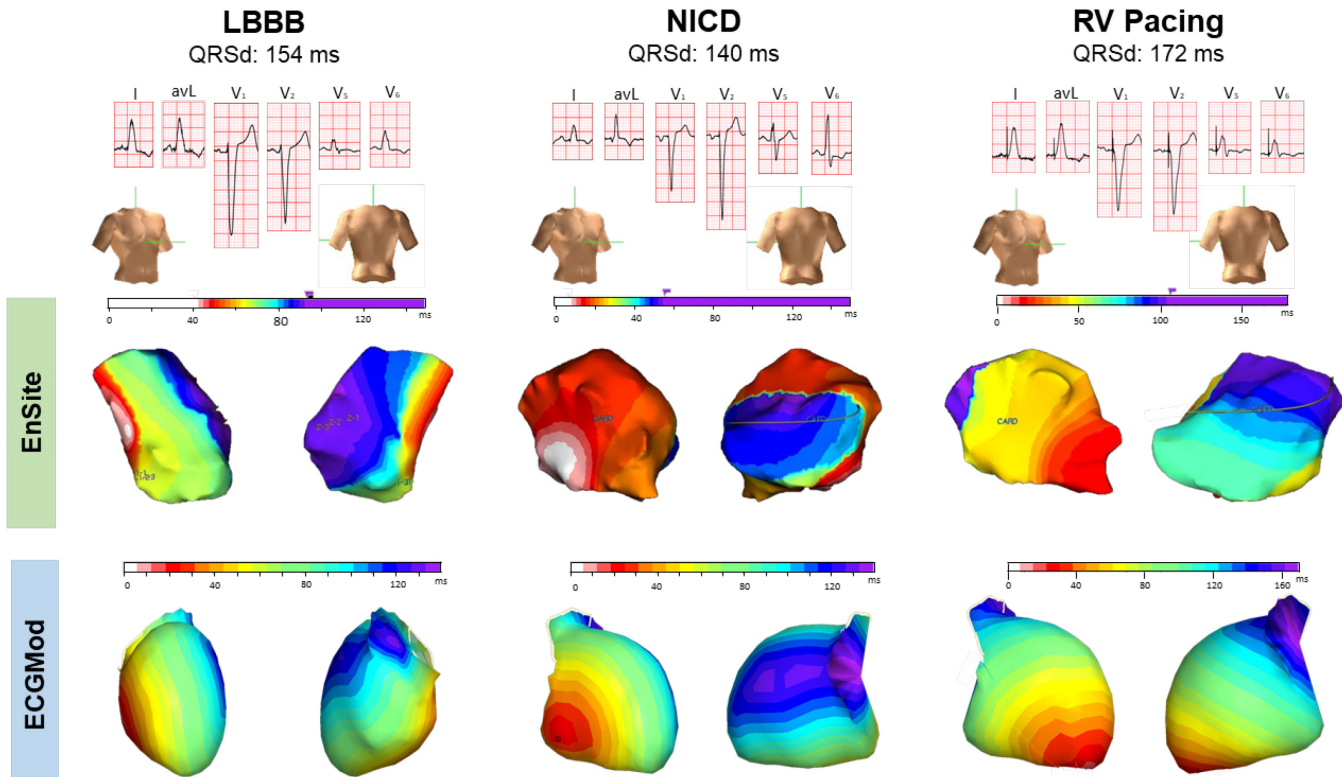 LBBB
QRSd: 154 ms
NICD
QRSd: 140 ms
RV Pacing
QRSd: 172 ms
I avL V1 V2 V5 V6
I avL V1 V2 V5 V6
I avL V1 V2 V5 V6
EnSite
0 40 80 120 ms
0 40 80 120 ms
0 50 100 150 ms
2-1
CARD
CARD
CARD
ECGMod
0 40 80 120 ms
0 40 80 120 ms
0 40 80 120 160 ms